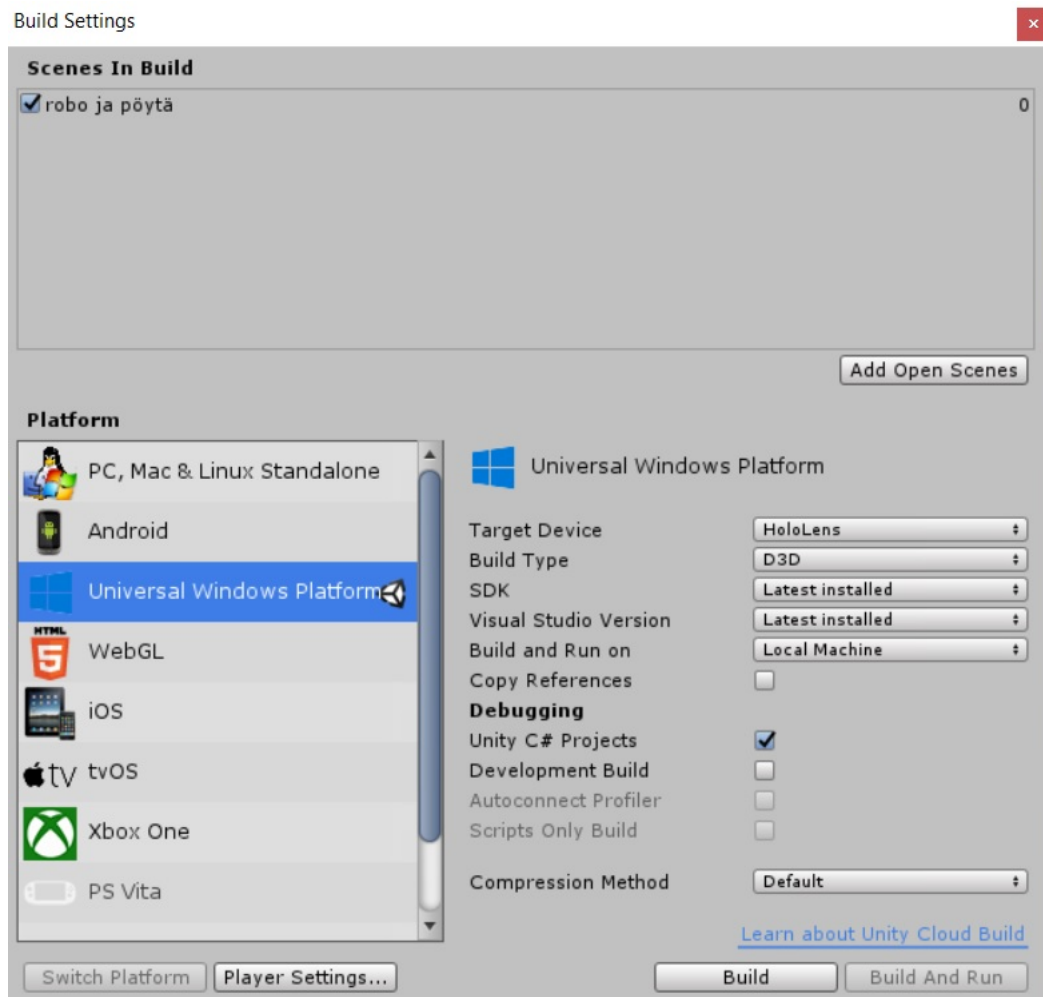 Build Settings
Scenes In Build
robo ja pöytä 0
Add Open Scenes
Platform
PC, Mac & Linux Standalone
Android
Universal Windows Platform
HTML
5
WebGL
iOS
tv tvOS
Xbox One
PS Vita
Universal Windows Platform
Target Device HoloLens
Build Type D3D
SDK Latest installed
Visual Studio Version Latest installed
Build and Run on Local Machine
Copy References
Debugging
Unity C# Projects
Development Build
Autoconnect Profiler
Scripts Only Build
Compression Method Default
Learn about Unity Cloud Build
Switch Platform Player Settings... Build Build And Run